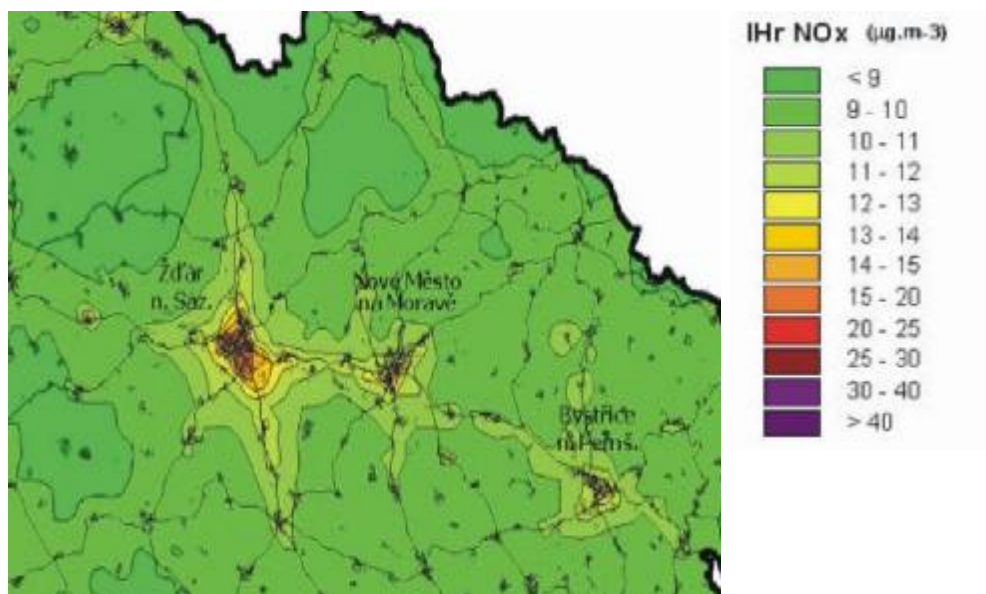 Žďár
n. Saz.
Nové Město
na Moravě
Bystřice
n. Pernš.
IHr NOx (µg.m-3)
< 9
9 - 10
10 - 11
11 - 12
12 - 13
13 - 14
14 - 15
15 - 20
20 - 25
25 - 30
30 - 40
> 40